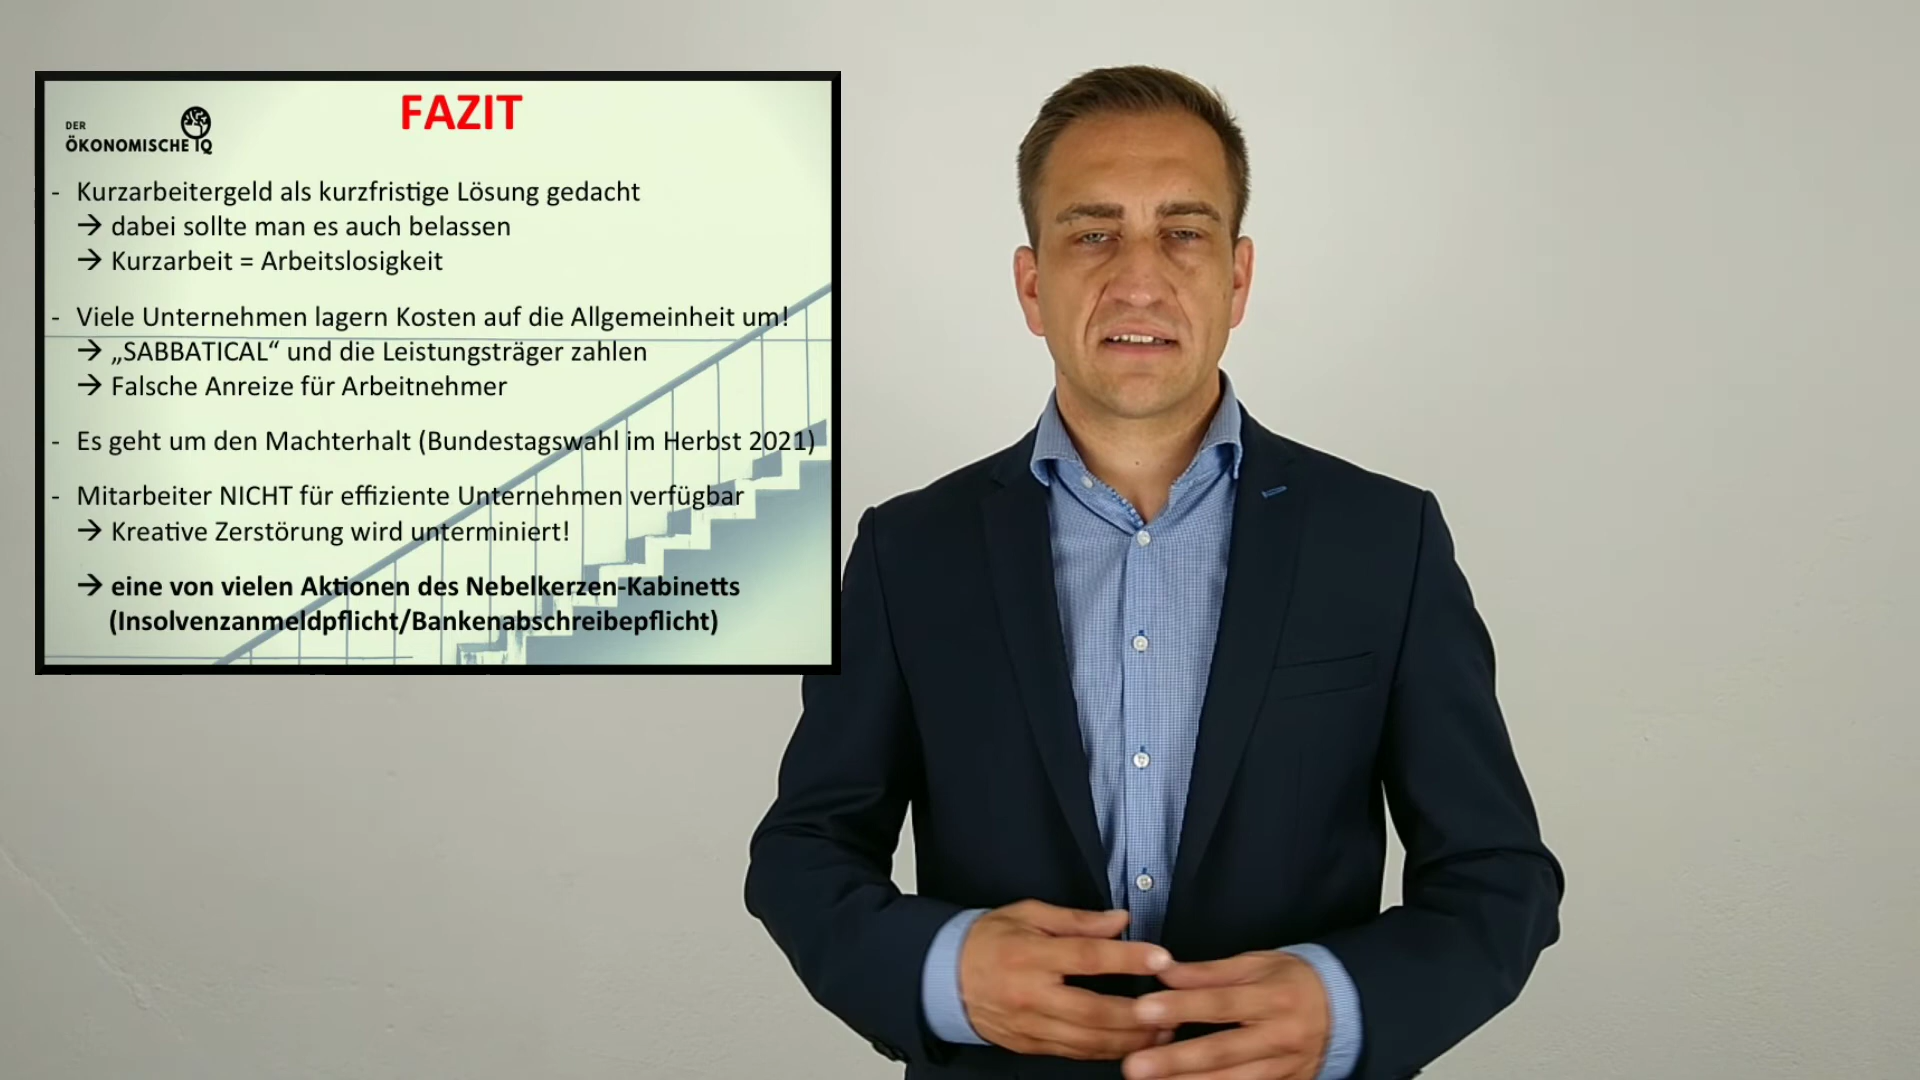 FAZIT
DER
ÖKONOMISCHE IQ
- Kurzarbeitergeld als kurzfristige Lösung gedacht
→ dabei sollte man es auch belassen
→ Kurzarbeit = Arbeitslosigkeit
- Viele Unternehmen lagern Kosten auf die Allgemeinheit um!
→ „SABBATICAL“ und die Leistungsträger zahlen
→ Falsche Anreize für Arbeitnehmer
- Es geht um den Machterhalt (Bundestagswahl im Herbst 2021)
- Mitarbeiter NICHT für effiziente Unternehmen verfügbar
→ Kreative Zerstörung wird unterminiert!
→ eine von vielen Aktionen des Nebelkerzen-Kabinetts
(Insolvenzanmeldpflicht/Bankenabschreibepflicht)